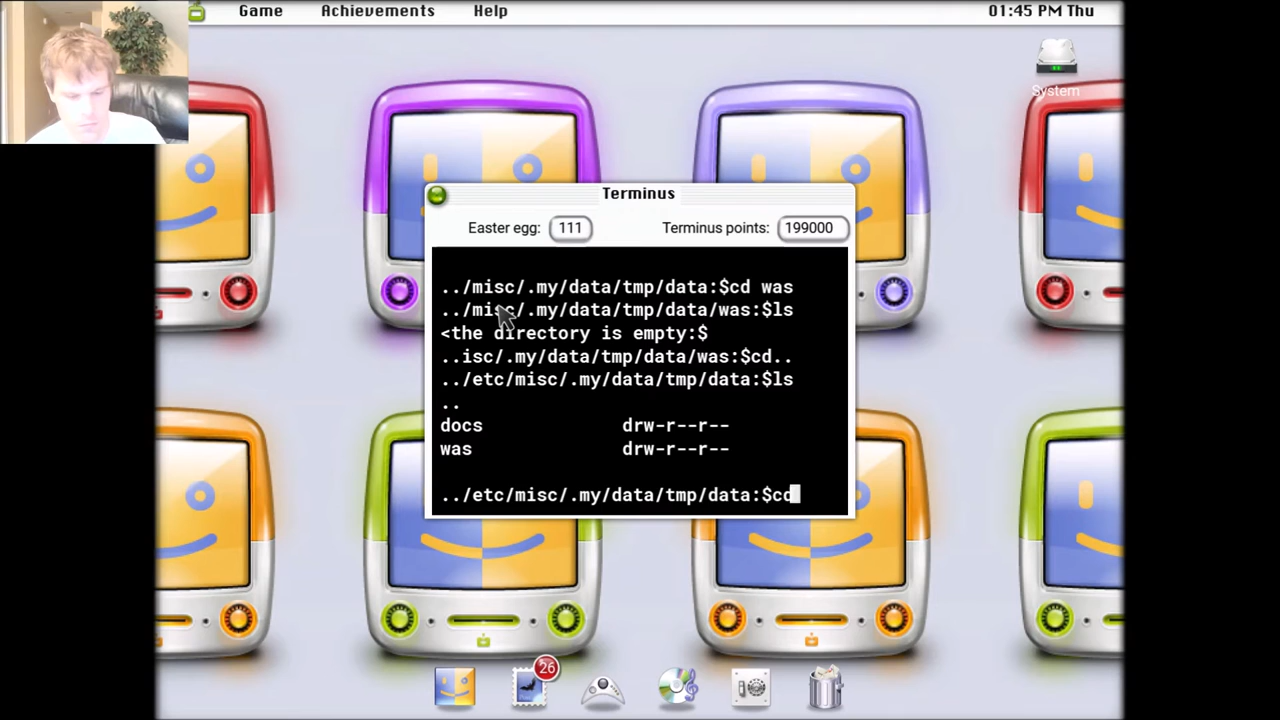 Game Achievements Help 01:45 PM Thu
System
Terminus
Easter egg: 111 Terminus points: 199000
../misc/.my/data/tmp/data:$cd was
../misc/.my/data/tmp/data/was:$ls
<the directory is empty:$
..isc/.my/data/tmp/data/was:$cd..
../etc/misc/.my/data/tmp/data:$ls
..
docs drw-r--r--
was drw-r--r--
../etc/misc/.my/data/tmp/data:$cd
26